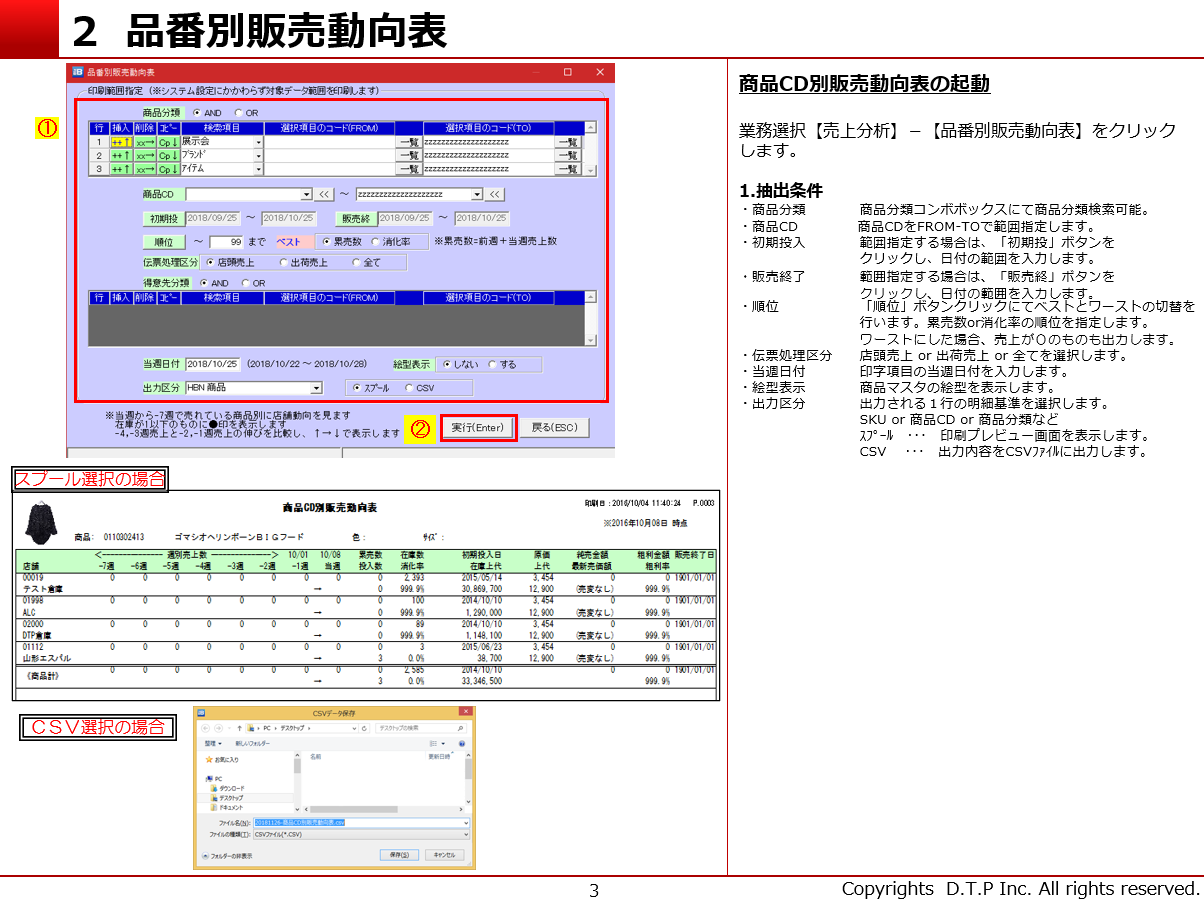 2 品番別販売動向表
品番別販売動向表
印刷範囲指定（※システム設定にかかわらず対象データ範囲を印刷します）
①
商品分類 AND OR
行 挿入 削除 ｺﾋﾟｰ 検索項目 選択項目のコード(FROM) 選択項目のコード(TO)
1 ++↑ xx→ Cp↓ 展示会 一覧 zzzzzzzzzzzzzzzzzzzz 一覧
2 ++↑ xx→ Cp↓ ﾌﾞﾗﾝﾄﾞ 一覧 zzzzzzzzzzzzzzzzzzzz 一覧
3 ++↑ xx→ Cp↓ ｱｲﾃﾑ 一覧 zzzzzzzzzzzzzzzzzzzz 一覧
商品CD << ～ zzzzzzzzzzzzzzzzzzzz <<
初期投 2018/09/25 ～ 2018/10/25 販売終 2018/09/25 ～ 2018/10/25
順位 ～ 99 まで ベスト 累売数 消化率 ※累売数=前週＋当週売上数
伝票処理区分 店頭売上 出荷売上 全て
得意先分類 AND OR
行 挿入 削除 ｺﾋﾟｰ 検索項目 選択項目のコード(FROM) 選択項目のコード(TO)
当週日付 2018/10/25 (2018/10/22 ～ 2018/10/28) 絵型表示 しない する
出力区分 HBN 商品 ｽﾌﾟｰﾙ CSV
※当週から-7週で売れている商品別に店舗動向を見ます
在庫が1以下のものに●印を表示します
-4,-3週売上と-2,-1週売上の伸びを比較し、↑→↓で表示します
② 実行(Enter) 戻る(ESC)
スプール選択の場合
商品CD別販売動向表
印刷日：2016/10/04 11:40:24 P.0003
※2016年10月08日 時点
商品： 0110302413 ゴマシオヘリンボーンＢＩＧフード 色： ｻｲｽﾞ：
<--------------- 週別売上数 ---------------> 10/01 10/08 累売数 在庫数 初期投入日 原価 純売金額 粗利金額 販売終了日
店舗 -7週 -6週 -5週 -4週 -3週 -2週 -1週 当週 投入数 消化率 在庫上代 上代 最新売価額 粗利率
00019 0 0 0 0 0 0 0 0 0 2,393 2015/05/14 3,454 0 0 1901/01/01
テスト倉庫 → 0 999.9% 30,869,700 12,900 (売変なし) 999.9%
01998 0 0 0 0 0 0 0 0 0 100 2014/10/10 3,454 0 0 1901/01/01
ALC → 0 999.9% 1,290,000 12,900 (売変なし) 999.9%
02000 0 0 0 0 0 0 0 0 0 89 2014/10/10 3,454 0 0 1901/01/01
DTP倉庫 → 0 999.9% 1,148,100 12,900 (売変なし) 999.9%
01112 0 0 0 0 0 0 0 0 0 3 2015/06/23 3,454 0 0 1901/01/01
山形エスパル → 3 0.0% 38,700 12,900 (売変なし) 999.9%
《商品計》 0 0 0 0 0 0 0 0 0 2,585 2014/10/10 0 0 1901/01/01
→ 3 0.0% 33,346,500 999.9%
ＣＳＶ選択の場合
CSVデータ保存
PC › デスクトップ › デスクトップの検索
整理 新しいフォルダー
お気に入り 名前 更新日時
PC
ダウンロード
デスクトップ
ドキュメント
ファイル名(N): 20181126-商品CD別販売動向表.csv
ファイルの種類(T): CSVファイル(*.CSV)
フォルダーの非表示 保存(S) キャンセル
商品CD別販売動向表の起動
業務選択【売上分析】－【品番別販売動向表】をクリック
します。
1.抽出条件
・商品分類 商品分類コンボボックスにて商品分類検索可能。
・商品CD 商品CDをFROM-TOで範囲指定します。
・初期投入 範囲指定する場合は、「初期投」ボタンを
クリックし、日付の範囲を入力します。
・販売終了 範囲指定する場合は、「販売終」ボタンを
クリックし、日付の範囲を入力します。
・順位 「順位」ボタンクリックにてベストとワーストの切替を
行います。累売数or消化率の順位を指定します。
ワーストにした場合、売上が０のものも出力します。
・伝票処理区分 店頭売上 or 出荷売上 or 全てを選択します。
・当週日付 印字項目の当週日付を入力します。
・絵型表示 商品マスタの絵型を表示します。
・出力区分 出力される１行の明細基準を選択します。
SKU or 商品CD or 商品分類など
ｽﾌﾟｰﾙ ･･･ 印刷プレビュー画面を表示します。
CSV ･･･ 出力内容をCSVﾌｧｲﾙに出力します。
3
Copyrights D.T.P Inc. All rights reserved.